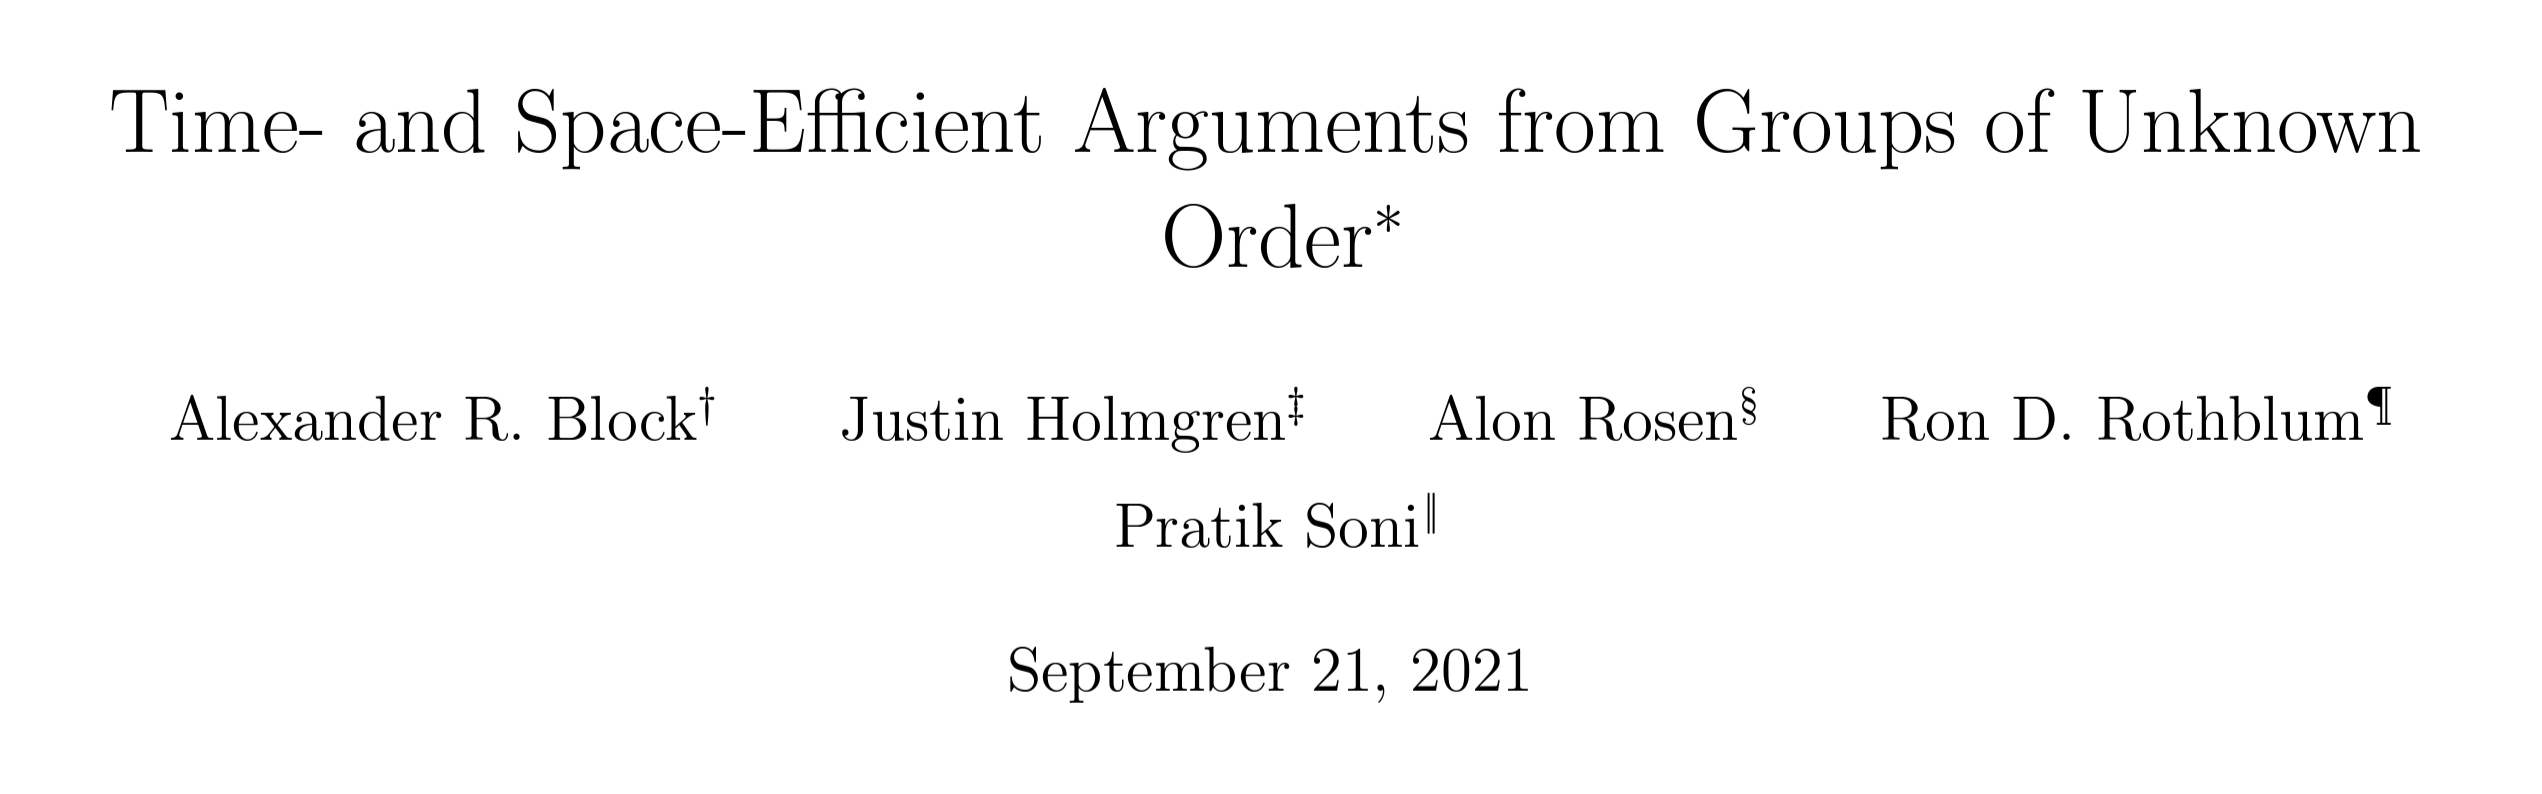 Time- and Space-Efficient Arguments from Groups of Unknown
Order*
Alexander R. Block† Justin Holmgren‡ Alon Rosen§ Ron D. Rothblum¶
Pratik Soni‖
September 21, 2021